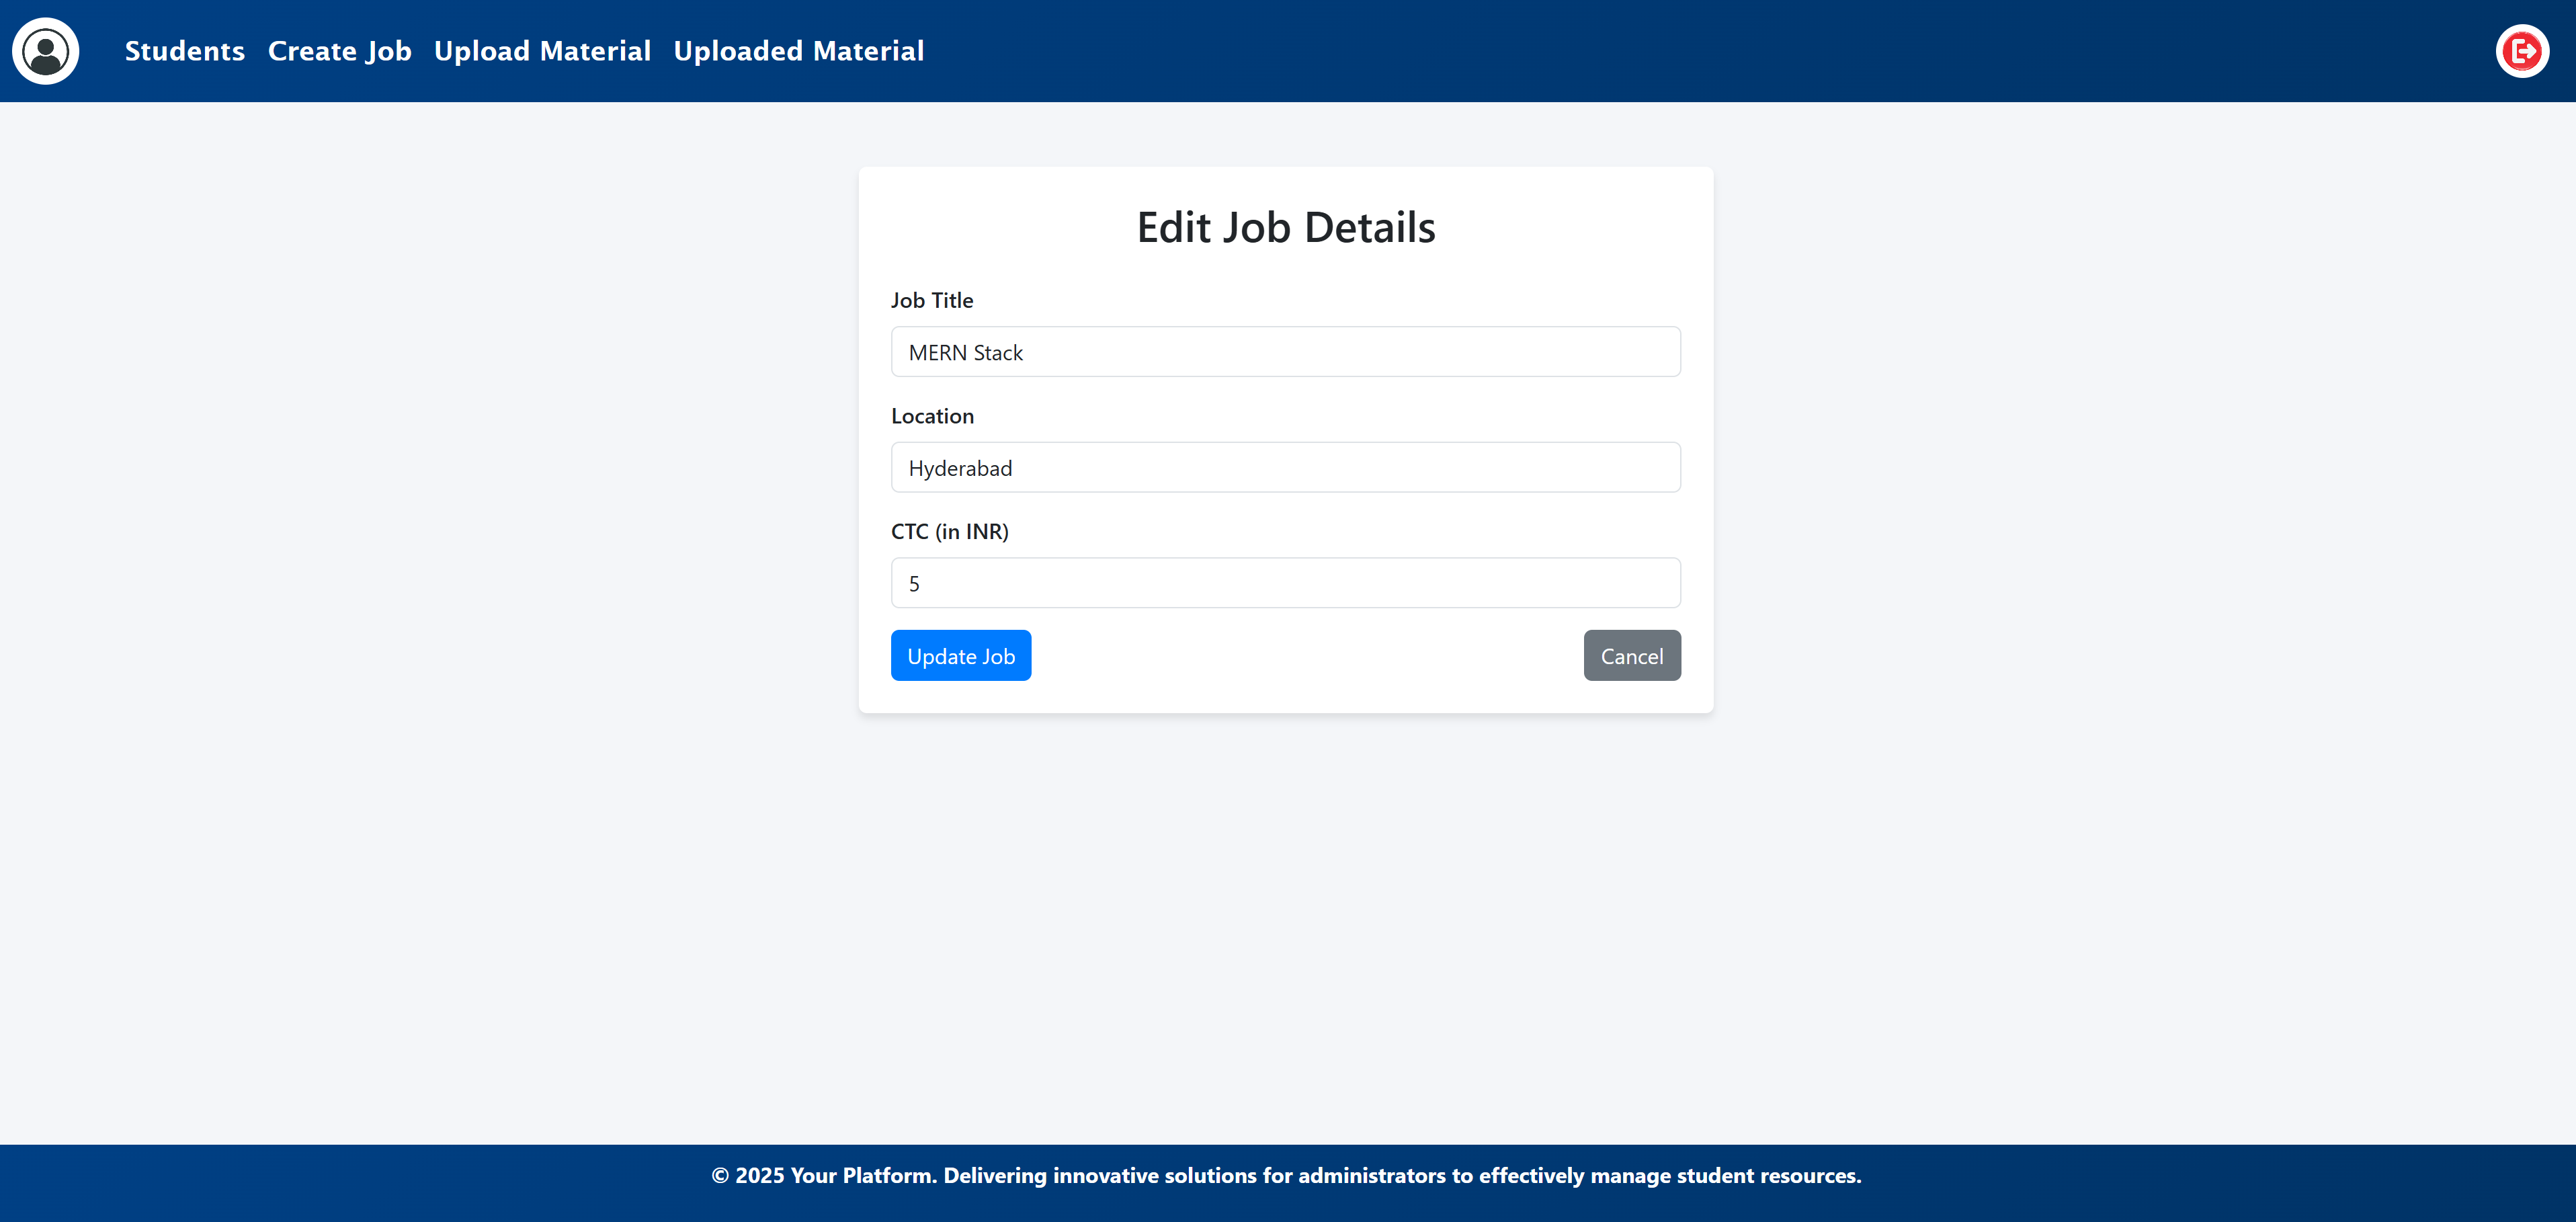 Students Create Job Upload Material Uploaded Material
Edit Job Details
Job Title
MERN Stack
Location
Hyderabad
CTC (in INR)
5
Update Job Cancel
© 2025 Your Platform. Delivering innovative solutions for administrators to effectively manage student resources.